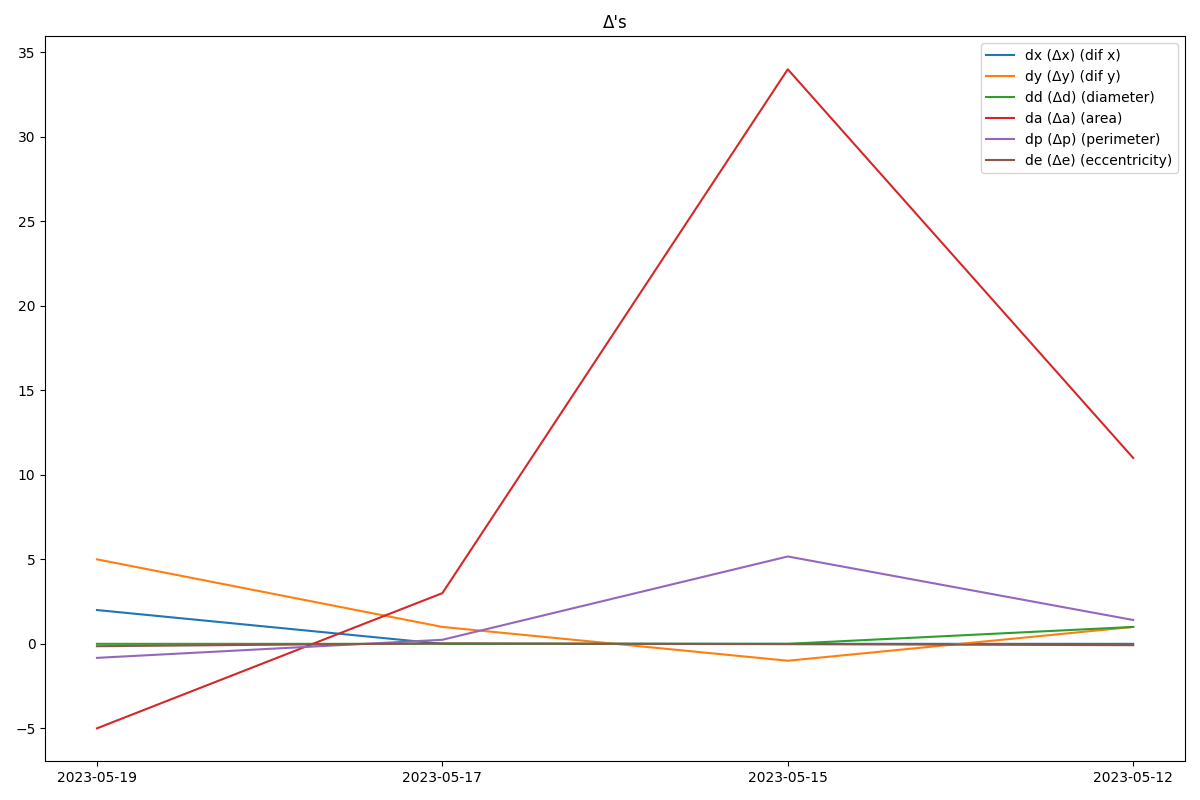 Δ's
35
30
25
20
15
10
5
0
−5
dx (Δx) (dif x)
dy (Δy) (dif y)
dd (Δd) (diameter)
da (Δa) (area)
dp (Δp) (perimeter)
de (Δe) (eccentricity)
2023-05-19 2023-05-17 2023-05-15 2023-05-12